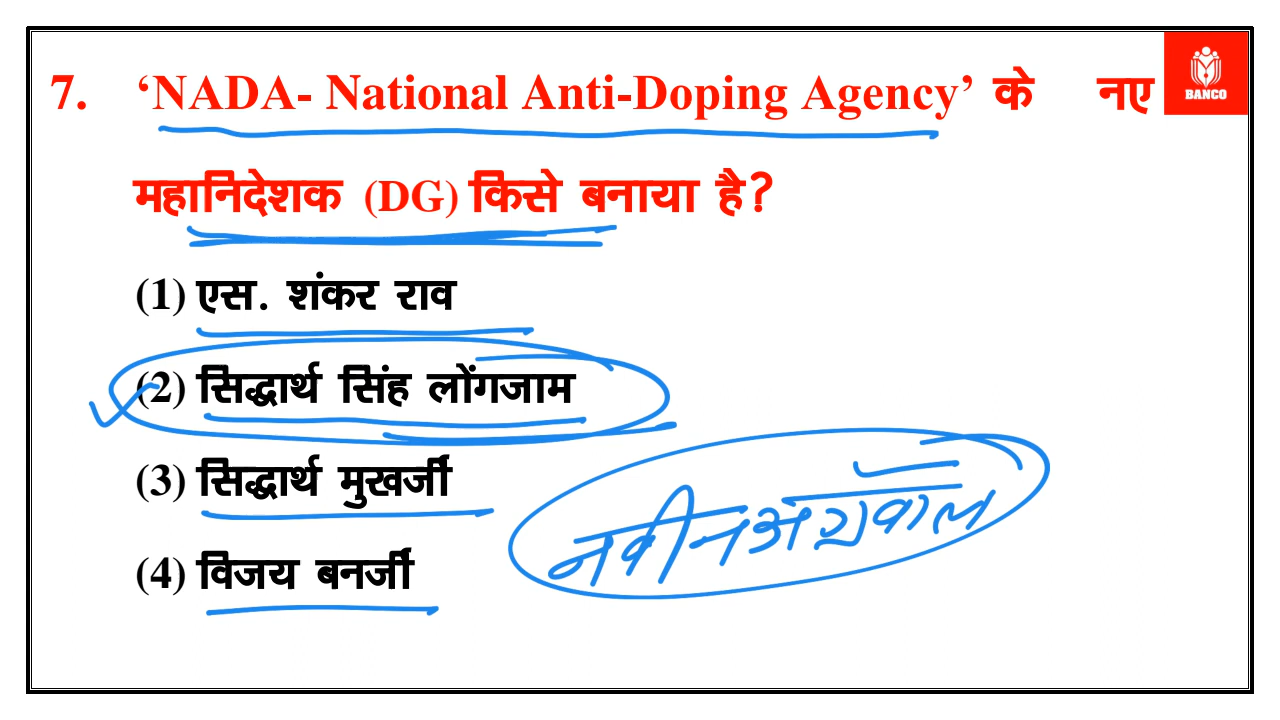 7. ‘NADA- National Anti-Doping Agency’ के नए
BANCO
महानिदेशक (DG) किसे बनाया है?
(1) एस. शंकर राव
(2) सिद्धार्थ सिंह लोंगजाम
(3) सिद्धार्थ मुखर्जी
(4) विजय बनर्जी
नवीन अग्रवाल